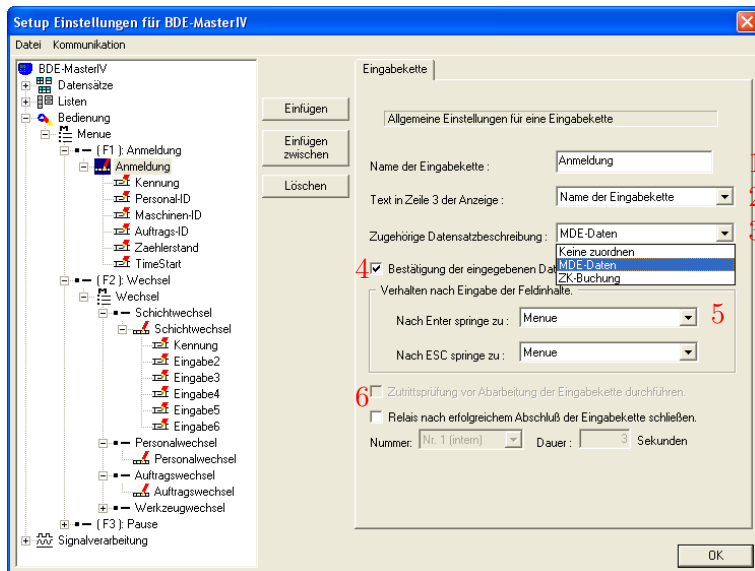 Setup Einstellungen für BDE-MasterIV
Datei Kommunikation
BDE-MasterIV
Datensätze
Listen
Bedienung
Menue
(F1): Anmeldung
Anmeldung
Kennung
Personal-ID
Maschinen-ID
Auftrags-ID
Zaehlerstand
TimeStart
(F2): Wechsel
Wechsel
Schichtwechsel
Schichtwechsel
Kennung
Eingabe2
Eingabe3
Eingabe4
Eingabe5
Eingabe6
Personalwechsel
Personalwechsel
Auftragswechsel
Auftragswechsel
Werkzeugwechsel
(F3): Pause
Signalverarbeitung
Einfügen
Einfügen
zwischen
Löschen
Eingabekette
Allgemeine Einstellungen für eine Eingabekette
Name der Eingabekette : Anmeldung 1
Text in Zeile 3 der Anzeige : Name der Eingabekette 2
Zugehörige Datensatzbeschreibung : MDE-Daten 3
Keine zuordnen
MDE-Daten
ZK-Buchung
4 Bestätigung der eingegebenen Dat
Verhalten nach Eingabe der Feldinhalte.
Nach Enter springe zu : Menue 5
Nach ESC springe zu : Menue
6 Zutrittsprüfung vor Abarbeitung der Eingabekette durchführen.
Relais nach erfolgreichem Abschluß der Eingabekette schließen.
Nummer: Nr. 1 (intern) Dauer : 3 Sekunden
OK